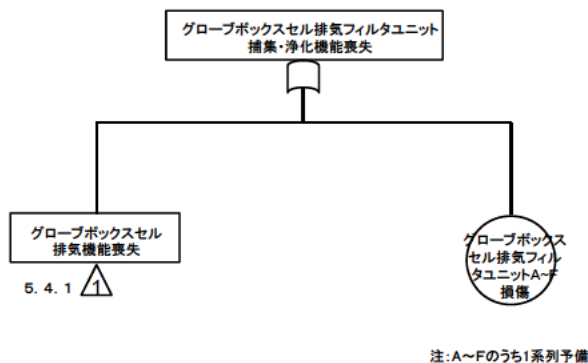 グローブボックスセル排気フィルタユニット
捕集・浄化機能喪失
グローブボックスセル
排気機能喪失
5. 4. 1
1
グローブボックス
セル排気フィル
タユニットA~F
損傷
注:A~Fのうち1系列予備